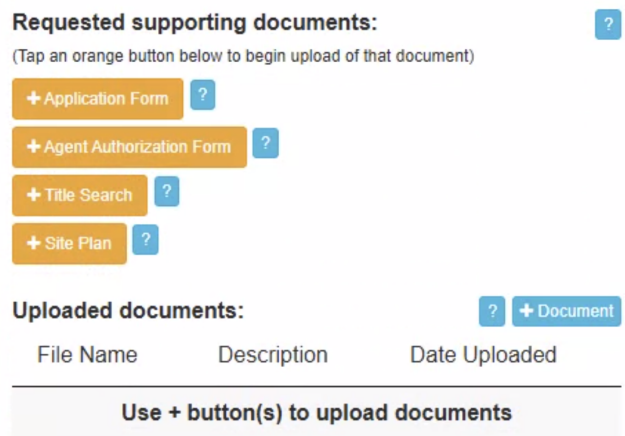 Requested supporting documents: ?
(Tap an orange button below to begin upload of that document)
+ Application Form ?
+ Agent Authorization Form ?
+ Title Search ?
+ Site Plan ?
Uploaded documents: ? + Document
File Name Description Date Uploaded
Use + button(s) to upload documents